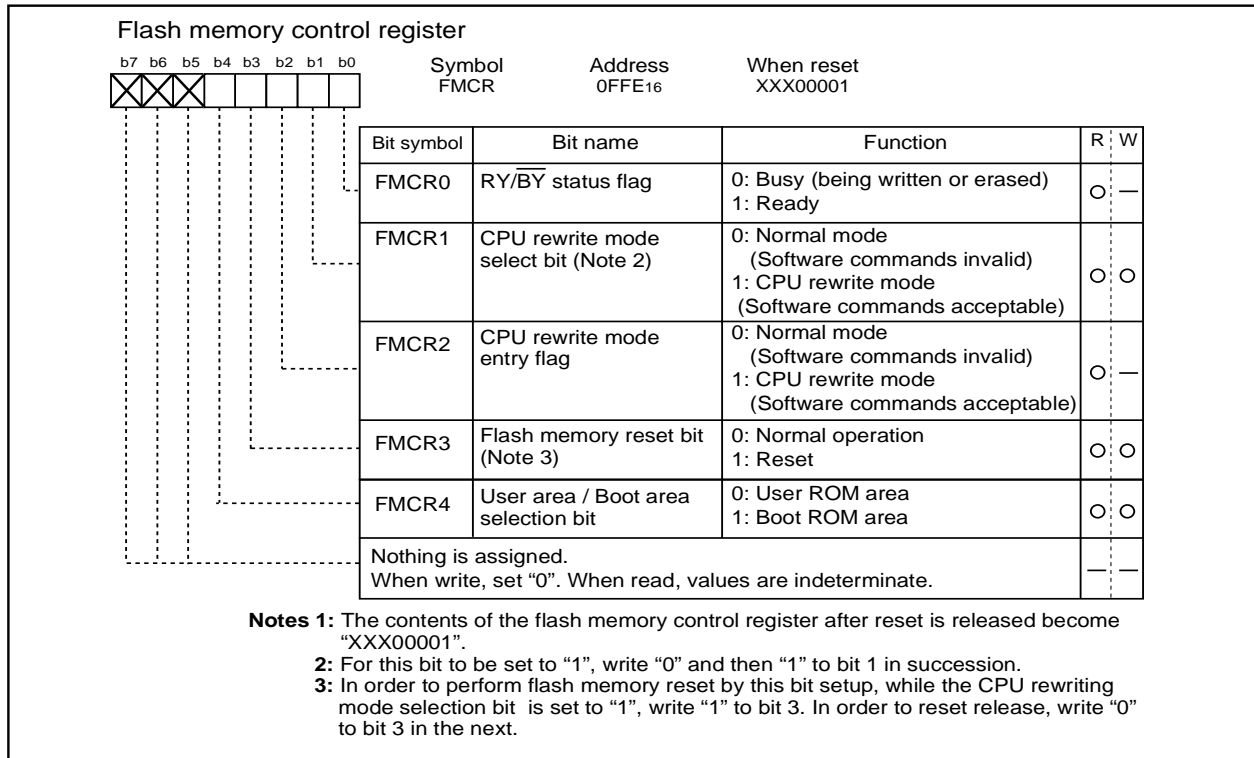 Flash memory control register
b7 b6 b5 b4 b3 b2 b1 b0
Symbol Address When reset
FMCR 0FFE16 XXX00001
Bit symbol Bit name Function R W
FMCR0 RY/BY status flag 0: Busy (being written or erased)
1: Ready
FMCR1 CPU rewrite mode 0: Normal mode
select bit (Note 2) (Software commands invalid)
1: CPU rewrite mode
(Software commands acceptable)
FMCR2 CPU rewrite mode 0: Normal mode
entry flag (Software commands invalid)
1: CPU rewrite mode
(Software commands acceptable)
FMCR3 Flash memory reset bit 0: Normal operation
(Note 3) 1: Reset
FMCR4 User area / Boot area 0: User ROM area
selection bit 1: Boot ROM area
Nothing is assigned.
When write, set “0”. When read, values are indeterminate.
Notes 1: The contents of the flash memory control register after reset is released become
“XXX00001”.
2: For this bit to be set to “1”, write “0” and then “1” to bit 1 in succession.
3: In order to perform flash memory reset by this bit setup, while the CPU rewriting
mode selection bit is set to “1”, write “1” to bit 3. In order to reset release, write “0”
to bit 3 in the next.